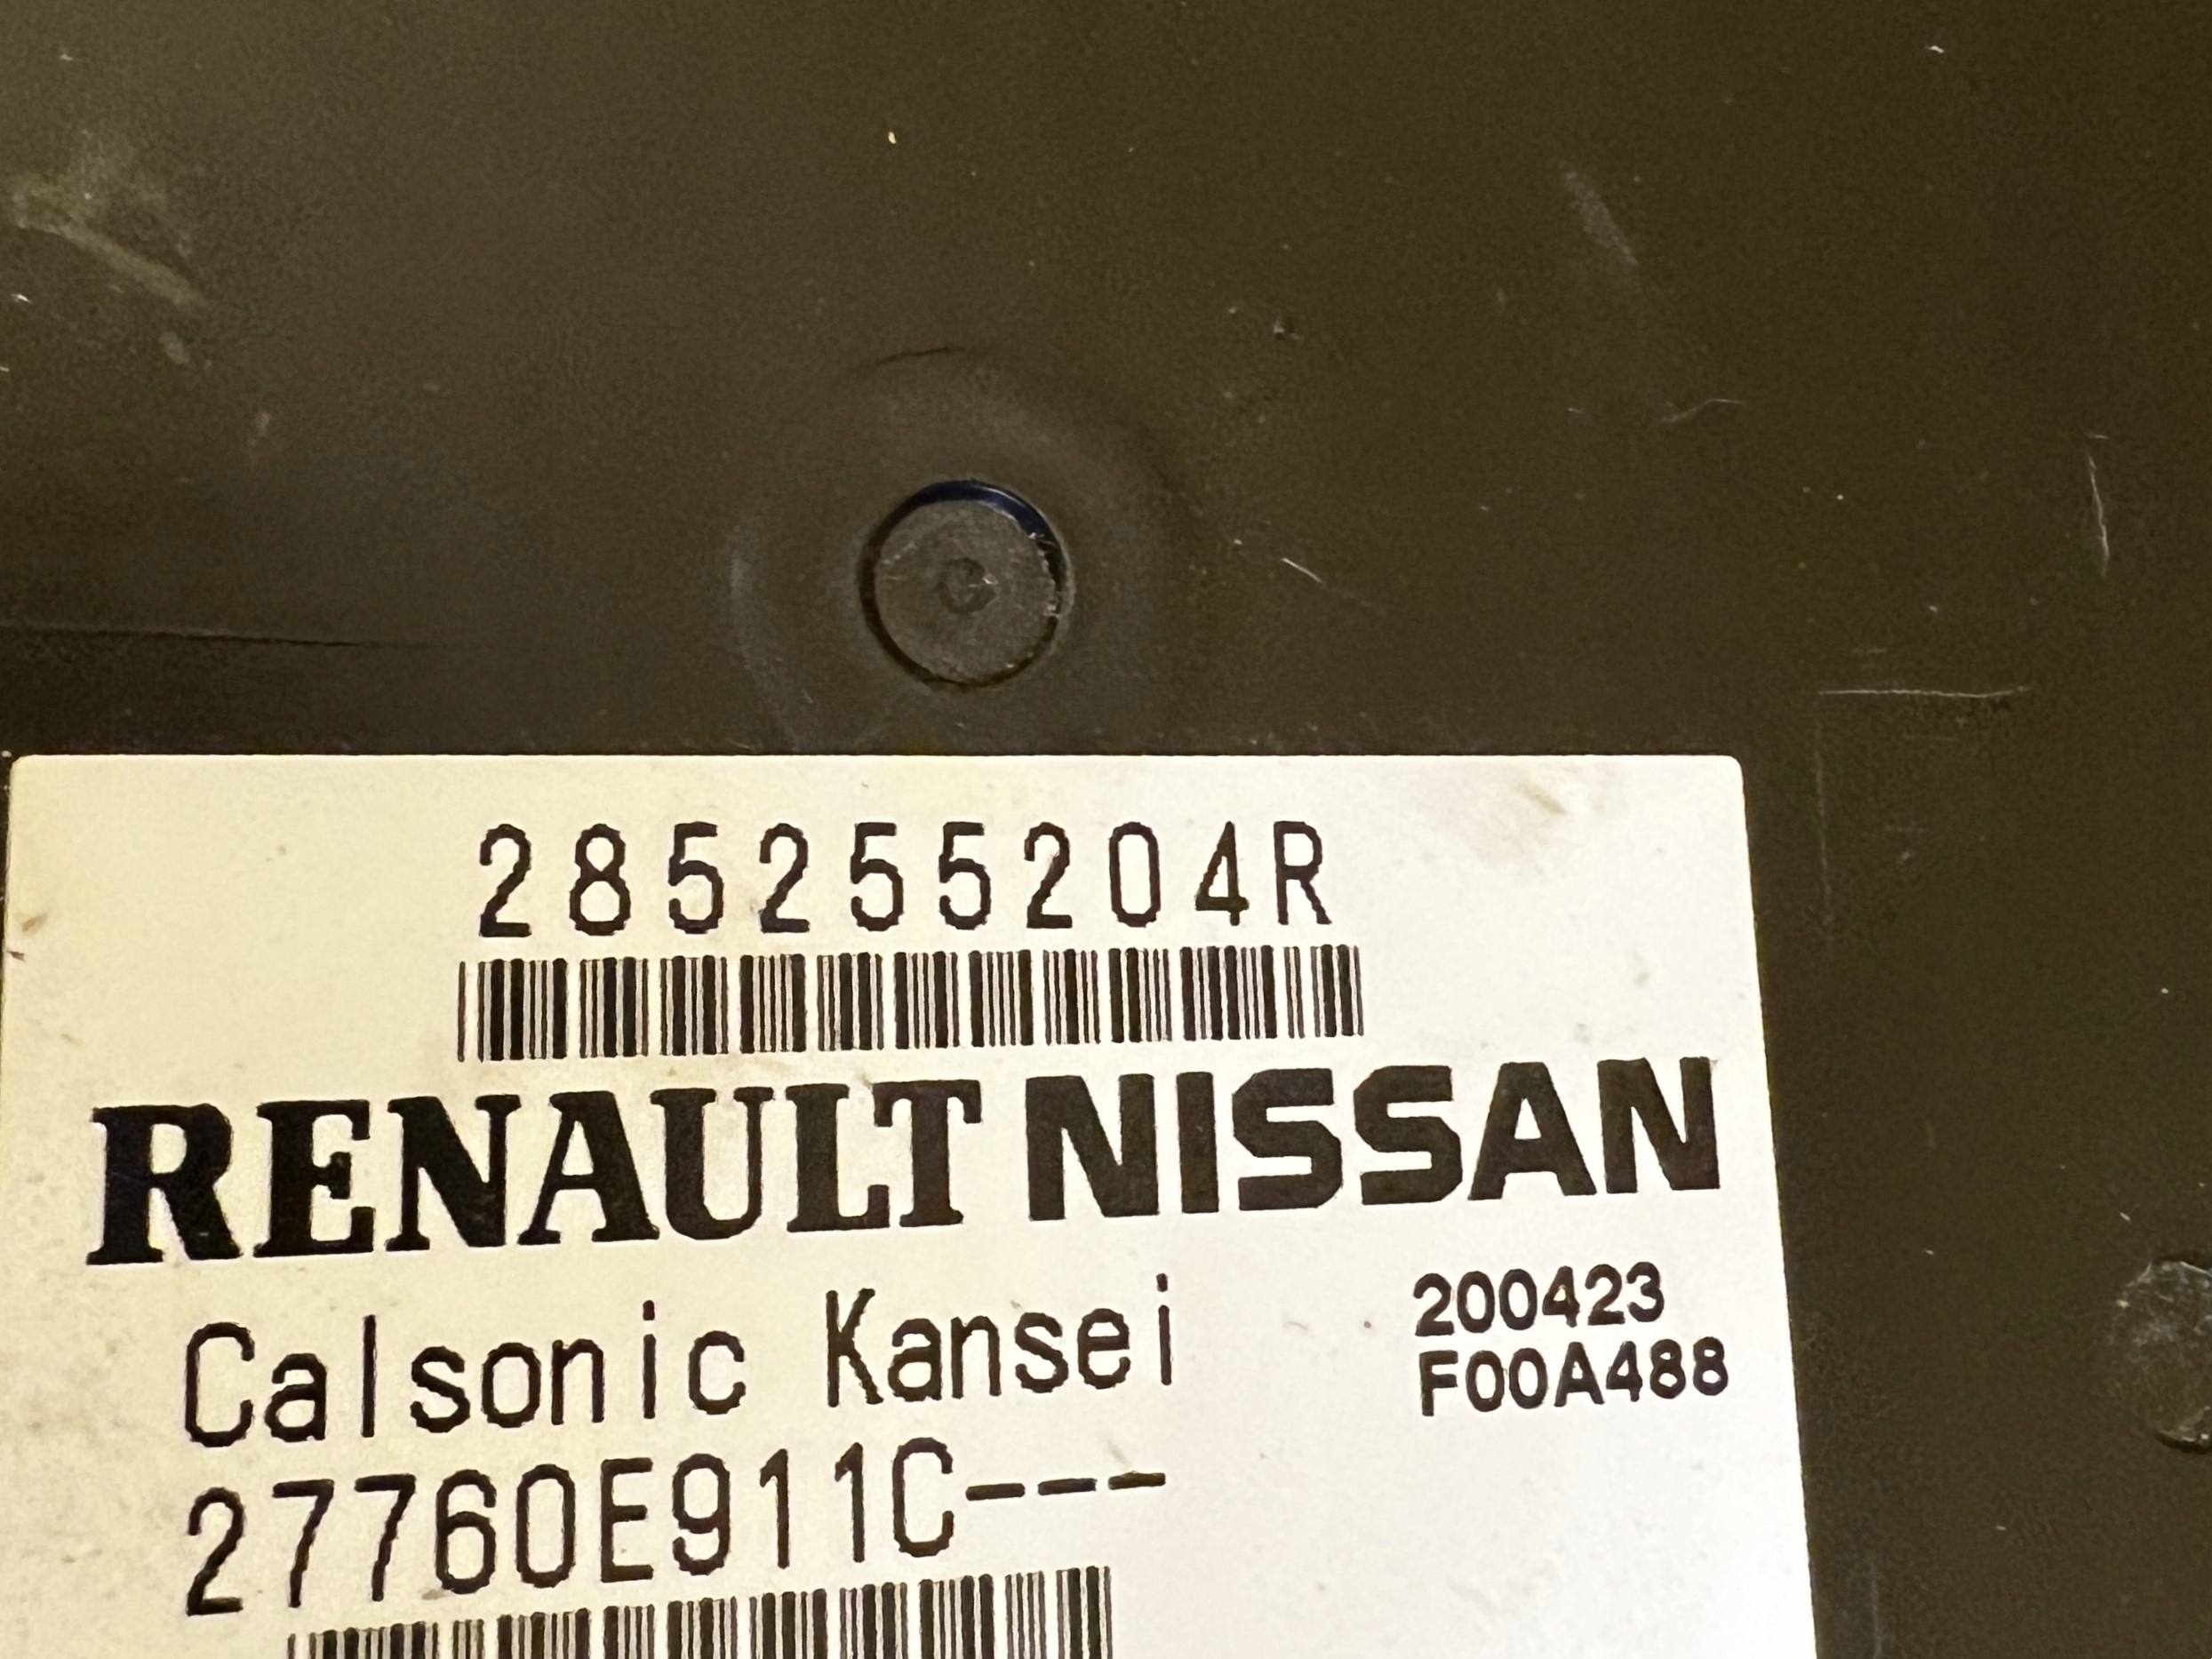 285255204R
RENAULT NISSAN
Calsonic Kansei
200423
F00A488
27760E911C---